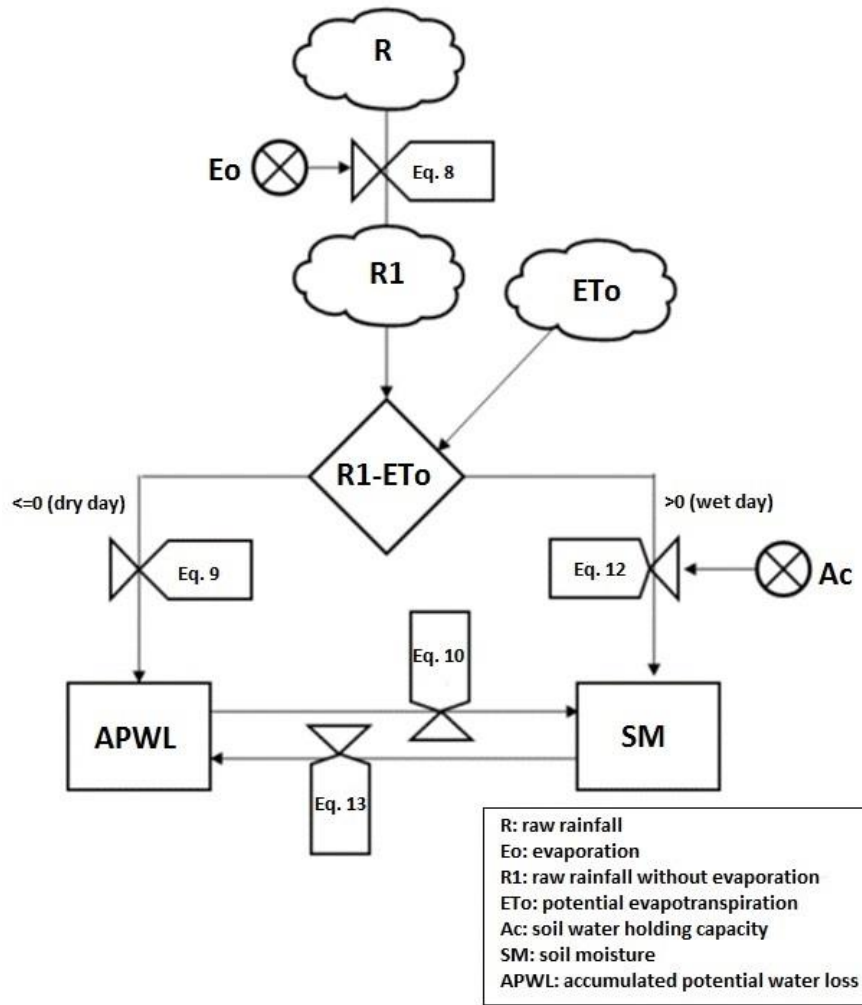 R
Eo
Eq. 8
R1
ETo
R1-ETo
<=0 (dry day)
>0 (wet day)
Eq. 9
Eq. 12
Ac
Eq. 10
APWL
SM
Eq. 13
R: raw rainfall
Eo: evaporation
R1: raw rainfall without evaporation
ETo: potential evapotranspiration
Ac: soil water holding capacity
SM: soil moisture
APWL: accumulated potential water loss